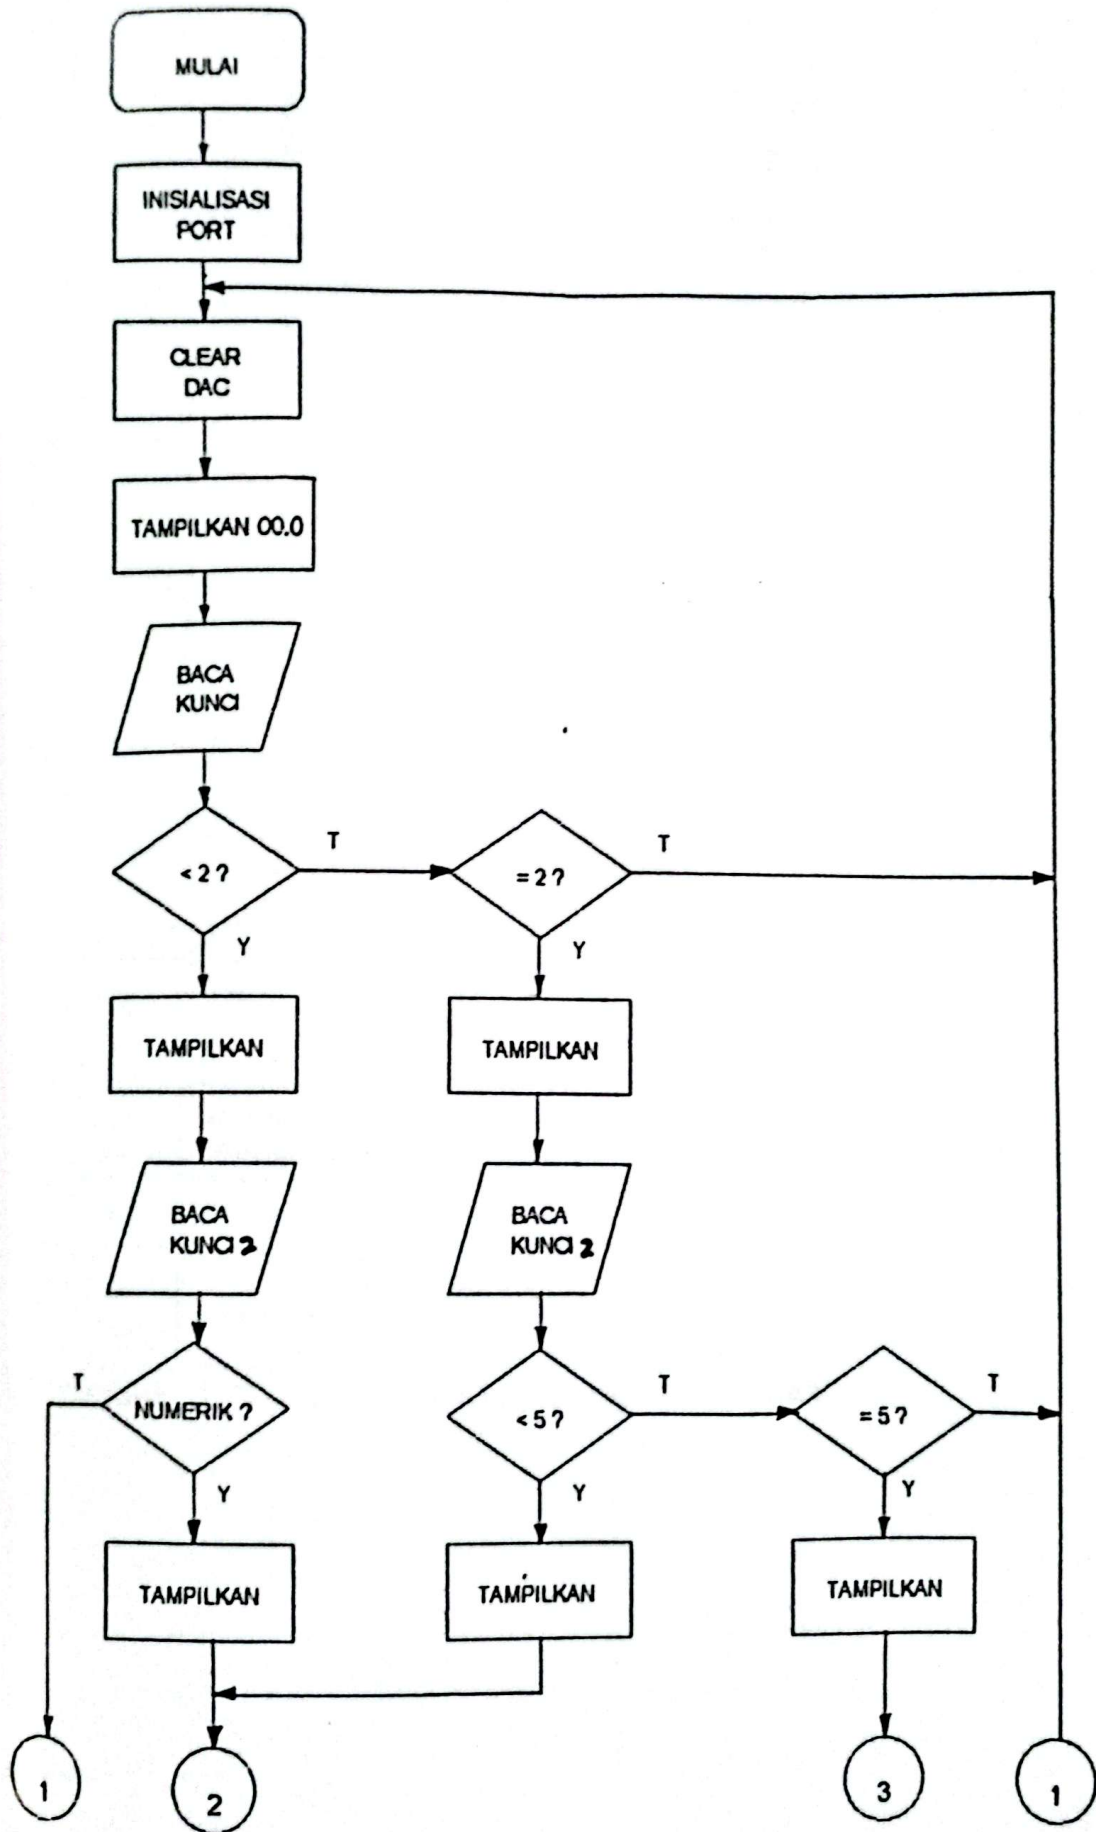 MULAI
INISIALISASI
PORT
CLEAR
DAC
TAMPILKAN 00.0
BACA
KUNCI
< 2 ?
T
= 2 ?
T
Y
Y
TAMPILKAN
TAMPILKAN
BACA
KUNCI 2
BACA
KUNCI 2
T
NUMERIK ?
< 5 ?
T
= 5 ?
T
Y
Y
Y
TAMPILKAN
TAMPILKAN
TAMPILKAN
1
2
3
1